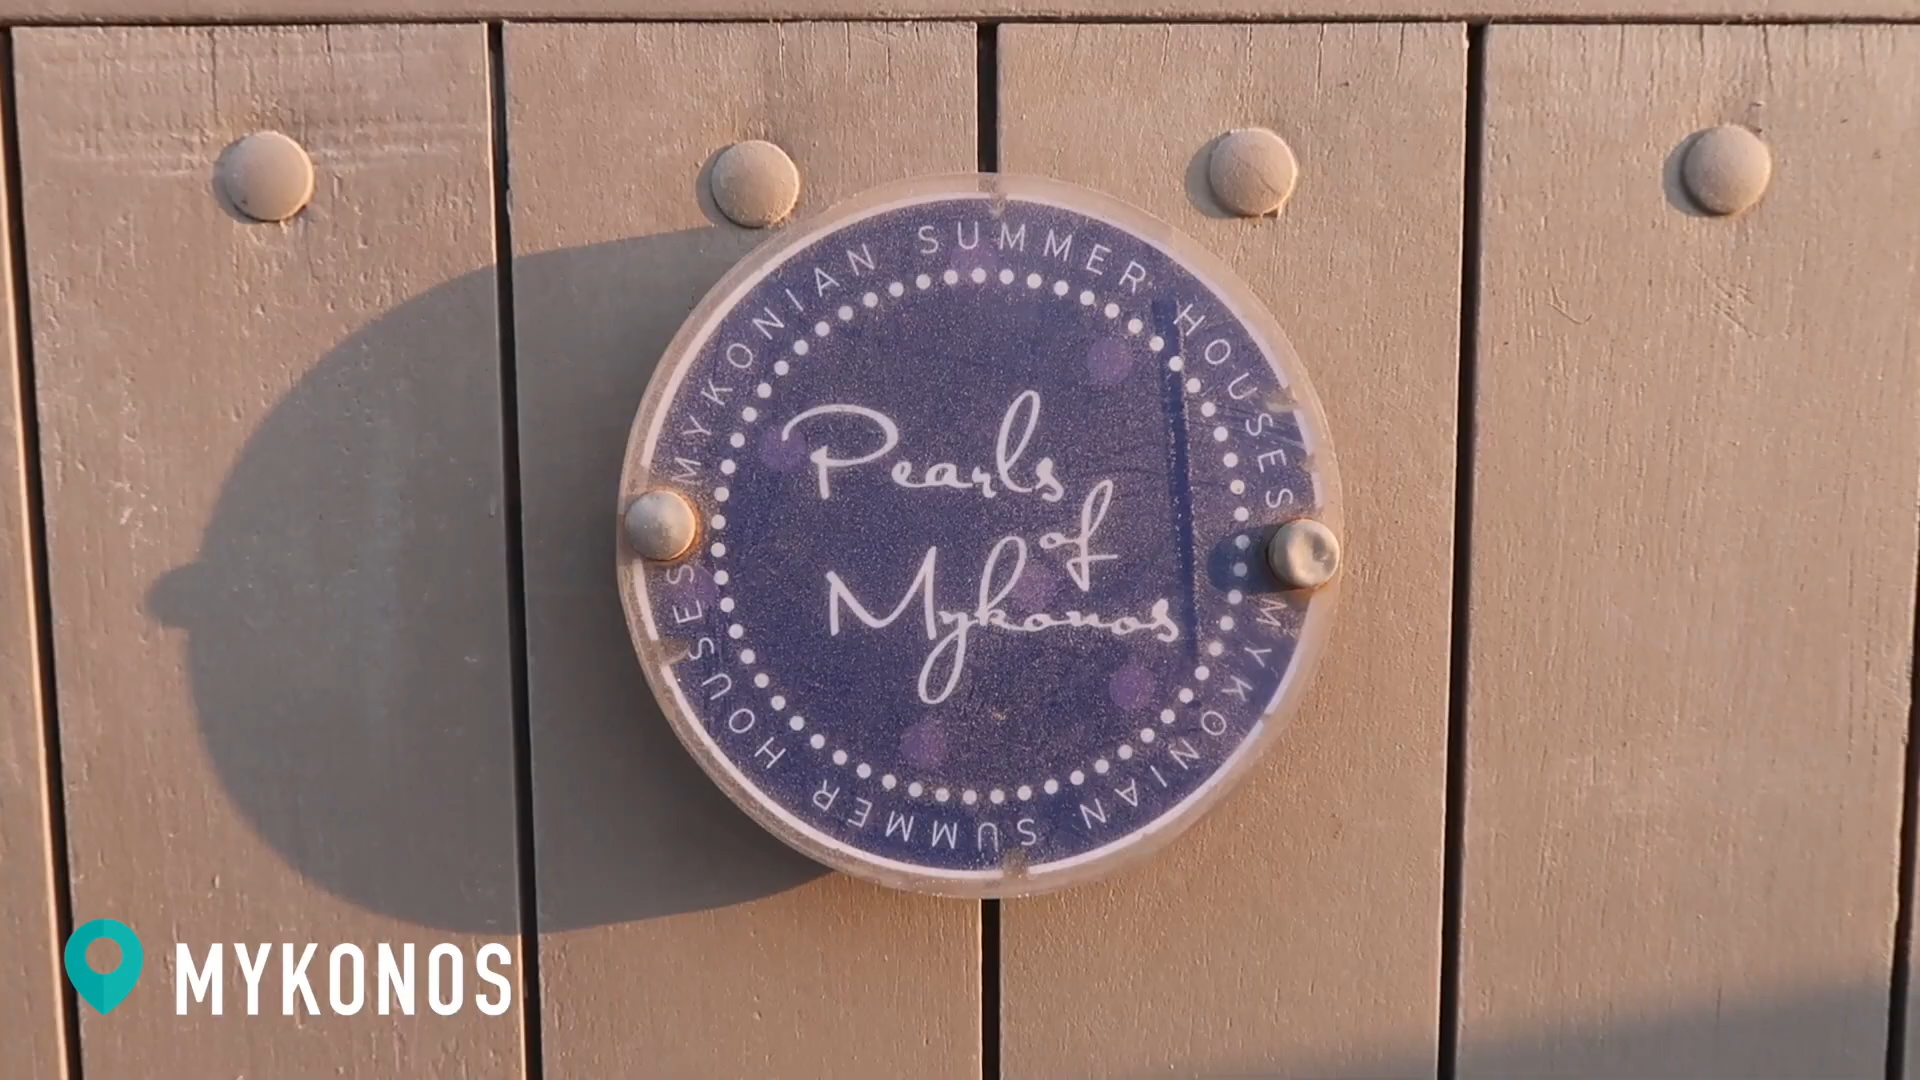 MYKONIAN SUMMER HOUSES
Pearls
of
Mykonos
MYKONIAN SUMMER HOUSES
MYKONOS